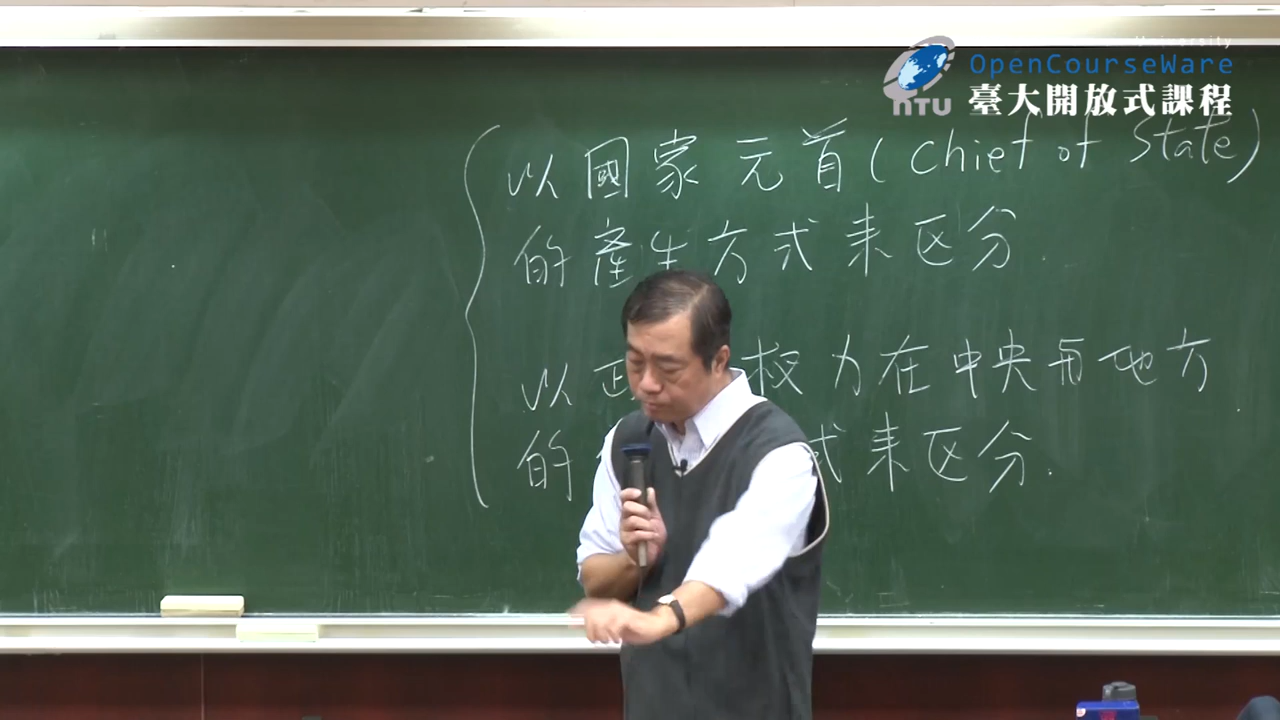 University
OpenCourseWare
NTU 臺大開放式課程
以國家元首(Chief of State)
的產生方式来区分.
以 权力在中央与地方
的 式来区分.